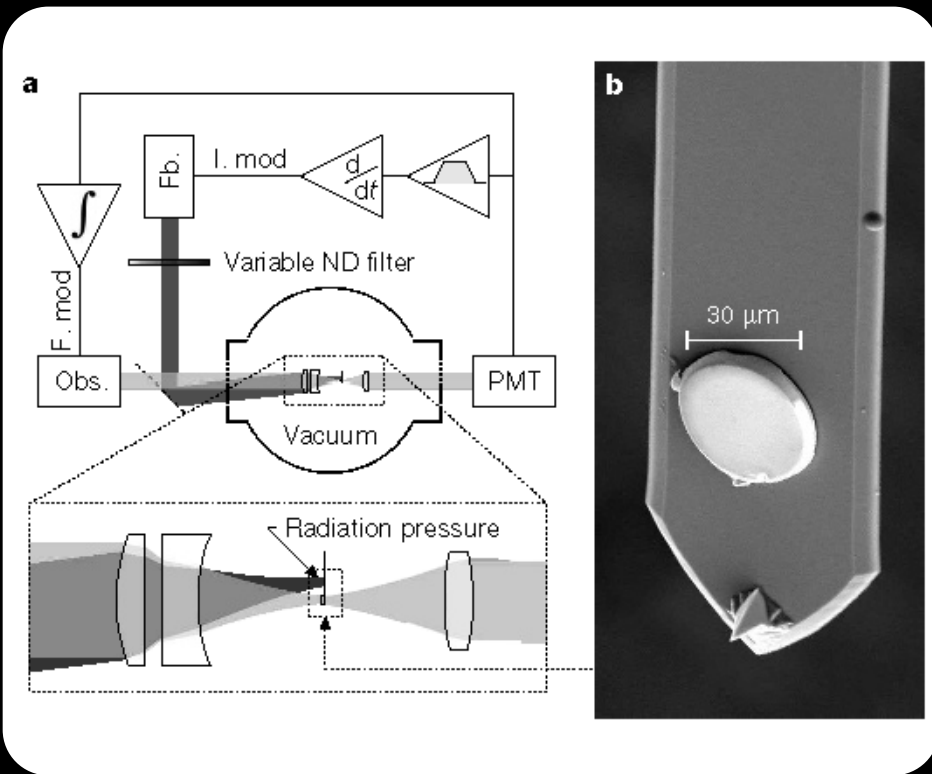 a
b
Fb.
I. mod
d
dt
∫
F. mod
Variable ND filter
Obs.
PMT
Vacuum
Radiation pressure
30 μm